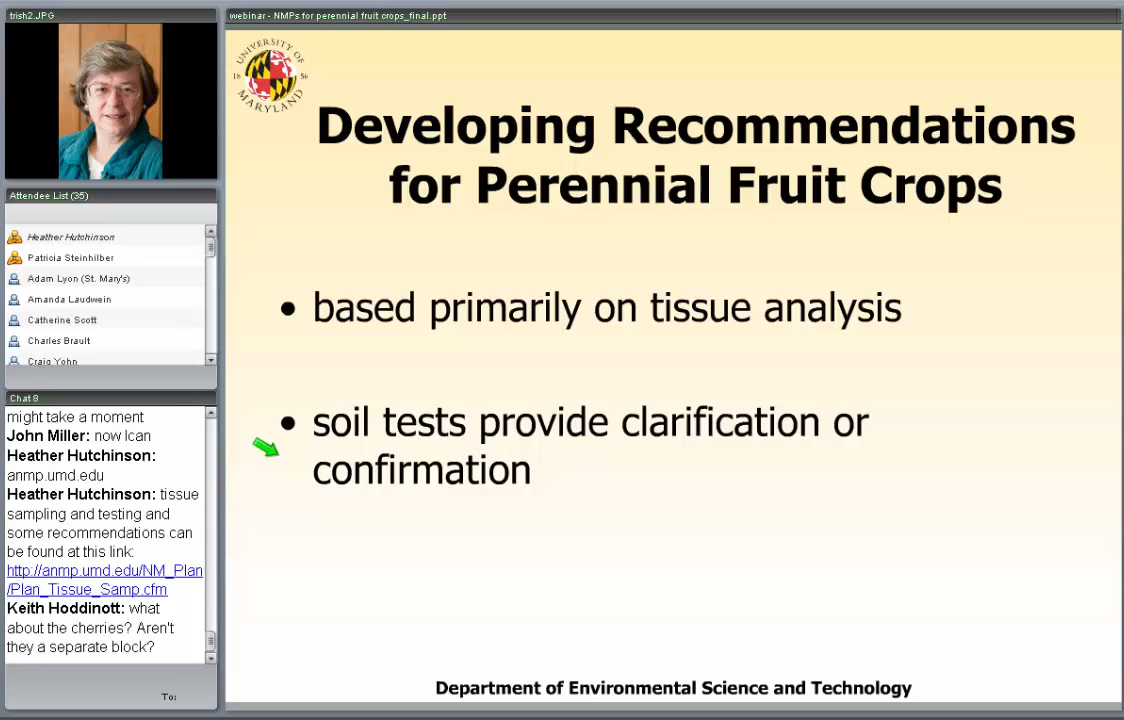 trish2.JPG
Attendee List (35)
Heather Hutchinson
Patricia Steinhilber
Adam Lyon (St. Mary's)
Amanda Laudwein
Catherine Scott
Charles Brault
Craig Yohn
Chat 8
might take a moment
John Miller: now Ican
Heather Hutchinson:
anmp.umd.edu
Heather Hutchinson: tissue
sampling and testing and
some recommendations can
be found at this link:
http://anmp.umd.edu/NM_Plan
/Plan_Tissue_Samp.cfm
Keith Hoddinott: what
about the cherries? Aren't
they a separate block?
To:
webinar - NMPs for perennial fruit crops_final.ppt
UNIVERSITY OF
18 56
MARYLAND
Developing Recommendations
for Perennial Fruit Crops
• based primarily on tissue analysis
• soil tests provide clarification or
confirmation
Department of Environmental Science and Technology